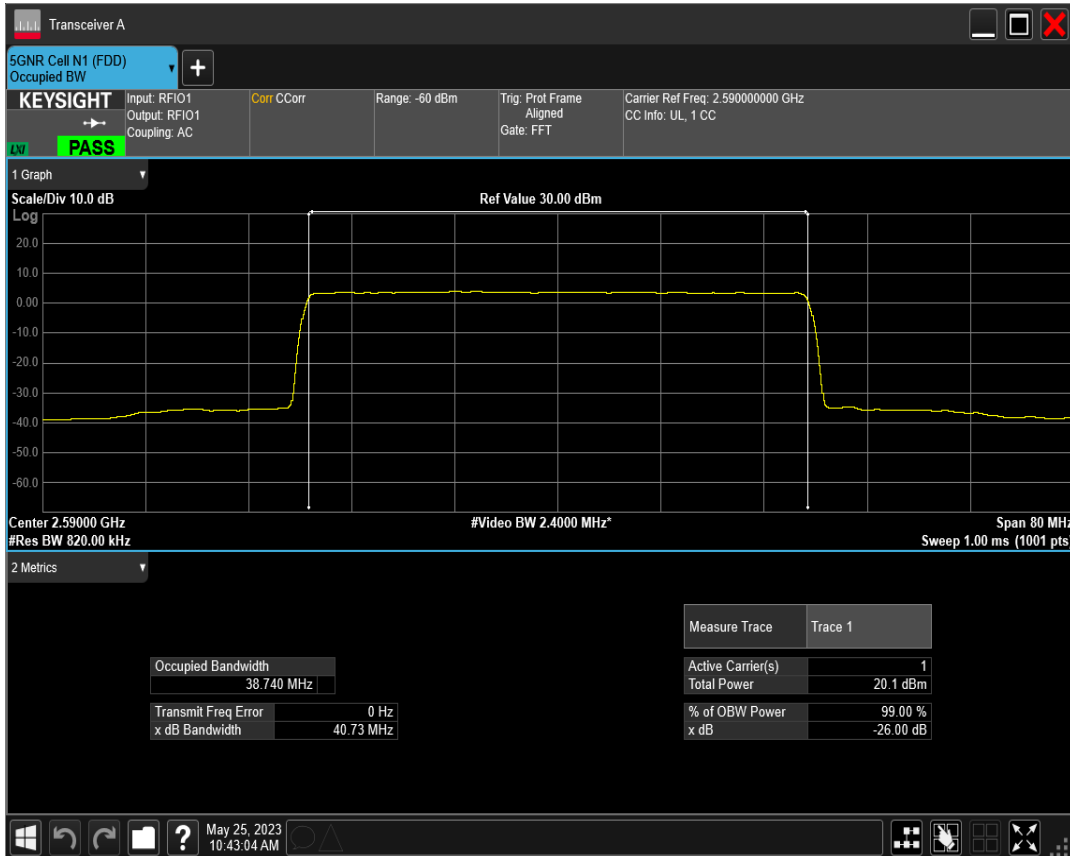 Transceiver A
5GNR Cell N1 (FDD)
Occupied BW
+
KEYSIGHT
LXI
PASS
Input: RFIO1
Output: RFIO1
Coupling: AC
Corr CCorr
Range: -60 dBm
Trig: Prot Frame
Aligned
Gate: FFT
Carrier Ref Freq: 2.590000000 GHz
CC Info: UL, 1 CC
1 Graph
Scale/Div 10.0 dB
Ref Value 30.00 dBm
Log
20.0
10.0
0.00
-10.0
-20.0
-30.0
-40.0
-50.0
-60.0
Center 2.59000 GHz
#Video BW 2.4000 MHz*
Span 80 MHz
#Res BW 820.00 kHz
Sweep 1.00 ms (1001 pts)
2 Metrics
Measure Trace Trace 1
Occupied Bandwidth
38.740 MHz
Active Carrier(s) 1
Total Power 20.1 dBm
Transmit Freq Error 0 Hz
x dB Bandwidth 40.73 MHz
% of OBW Power 99.00 %
x dB -26.00 dB
?
May 25, 2023
10:43:04 AM